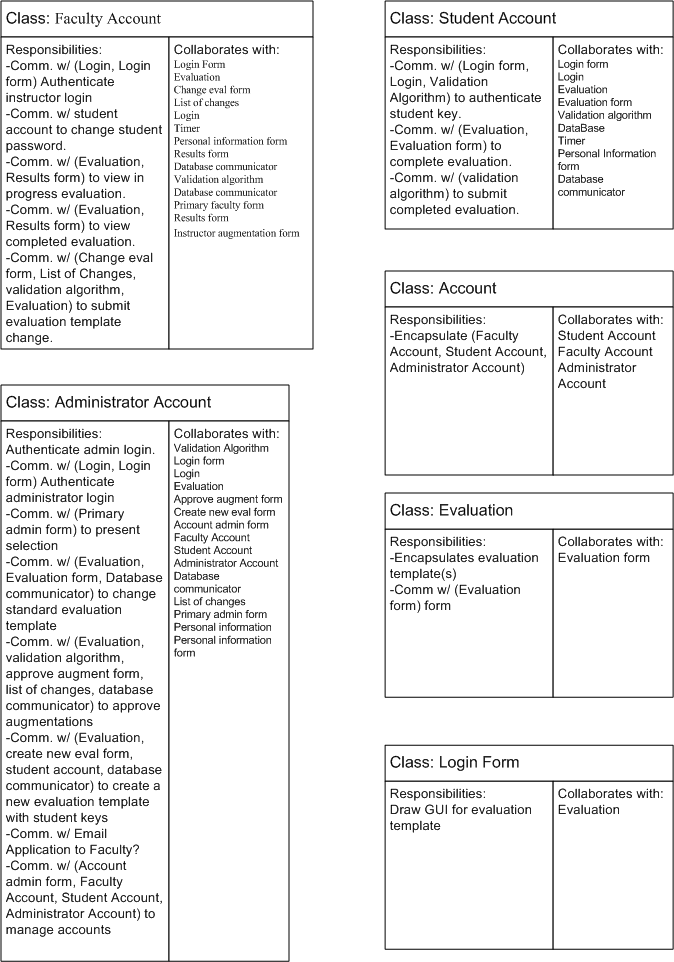 Class: Faculty Account
Responsibilities:
-Comm. w/ (Login, Login
form) Authenticate
instructor login
-Comm. w/ student
account to change student
password.
-Comm. w/ (Evaluation,
Results form) to view in
progress evaluation.
-Comm. w/ (Evaluation,
Results form) to view
completed evaluation.
-Comm. w/ (Change eval
form, List of Changes,
validation algorithm,
Evaluation) to submit
evaluation template
change.
Collaborates with:
Login Form
Evaluation
Change eval form
List of changes
Login
Timer
Personal information form
Results form
Database communicator
Validation algorithm
Database communicator
Primary faculty form
Results form
Instructor augmentation form
Class: Student Account
Responsibilities:
-Comm. w/ (Login form,
Login, Validation
Algorithm) to authenticate
student key.
-Comm. w/ (Evaluation,
Evaluation form) to
complete evaluation.
-Comm. w/ (validation
algorithm) to submit
completed evaluation.
Collaborates with:
Login form
Login
Evaluation
Evaluation form
Validation algorithm
DataBase
Timer
Personal Information
form
Database
communicator
Class: Account
Responsibilities:
-Encapsulate (Faculty
Account, Student Account,
Administrator Account)
Collaborates with:
Student Account
Faculty Account
Administrator
Account
Class: Administrator Account
Responsibilities:
Authenticate admin login.
-Comm. w/ (Login, Login
form) Authenticate
administrator login
-Comm. w/ (Primary
admin form) to present
selection
-Comm. w/ (Evaluation,
Evaluation form, Database
communicator) to change
standard evaluation
template
-Comm. w/ (Evaluation,
validation algorithm,
approve augment form,
list of changes, database
communicator) to approve
augmentations
-Comm. w/ (Evaluation,
create new eval form,
student account, database
communicator) to create a
new evaluation template
with student keys
-Comm. w/ Email
Application to Faculty?
-Comm. w/ (Account
admin form, Faculty
Account, Student Account,
Administrator Account) to
manage accounts
Collaborates with:
Validation Algorithm
Login form
Login
Evaluation
Approve augment form
Create new eval form
Account admin form
Faculty Account
Student Account
Administrator Account
Database
communicator
List of changes
Primary admin form
Personal information
Personal information
form
Class: Evaluation
Responsibilities:
-Encapsulates evaluation
template(s)
-Comm w/ (Evaluation
form) form
Collaborates with:
Evaluation form
Class: Login Form
Responsibilities:
Draw GUI for evaluation
template
Collaborates with:
Evaluation